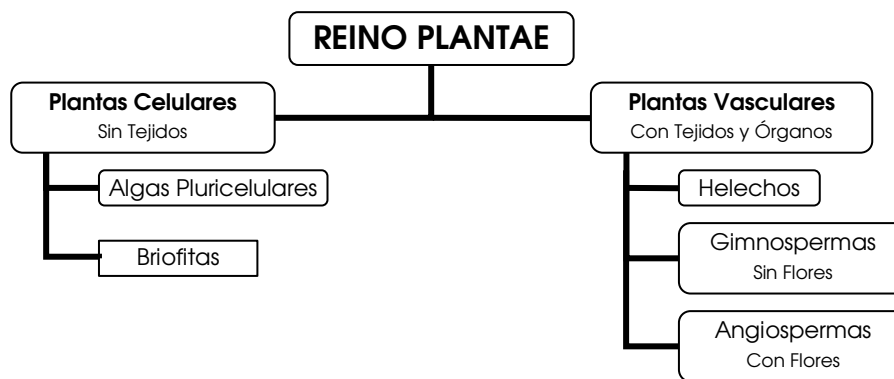 REINO PLANTAE
Plantas Celulares
Sin Tejidos
Algas Pluricelulares
Briofitas
Plantas Vasculares
Con Tejidos y Órganos
Helechos
Gimnospermas
Sin Flores
Angiospermas
Con Flores